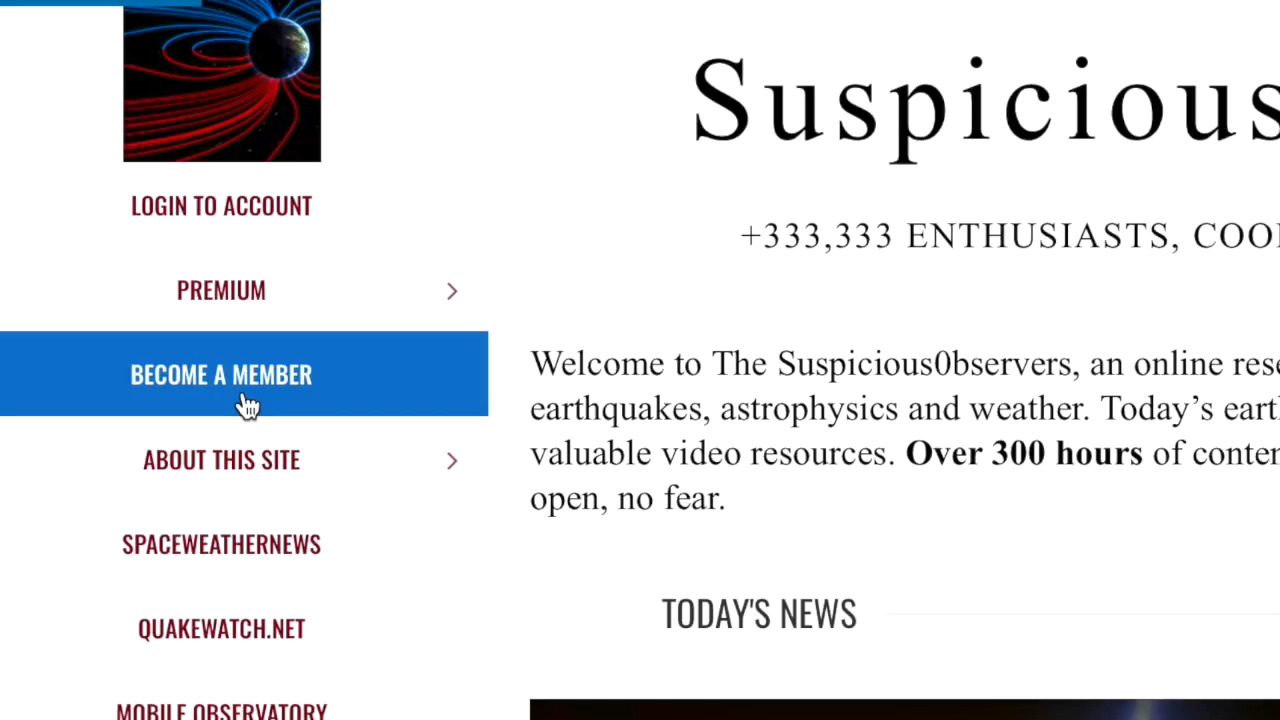 LOGIN TO ACCOUNT
PREMIUM
BECOME A MEMBER
ABOUT THIS SITE
SPACEWEATHERNEWS
QUAKEWATCH.NET
MOBILE OBSERVATORY
Suspicious
+333,333 ENTHUSIASTS,
Welcome to The Suspicious0bservers, an online
earthquakes, astrophysics and weather. Today’s
valuable video resources. Over 300 hours of
open, no fear.
TODAY'S NEWS